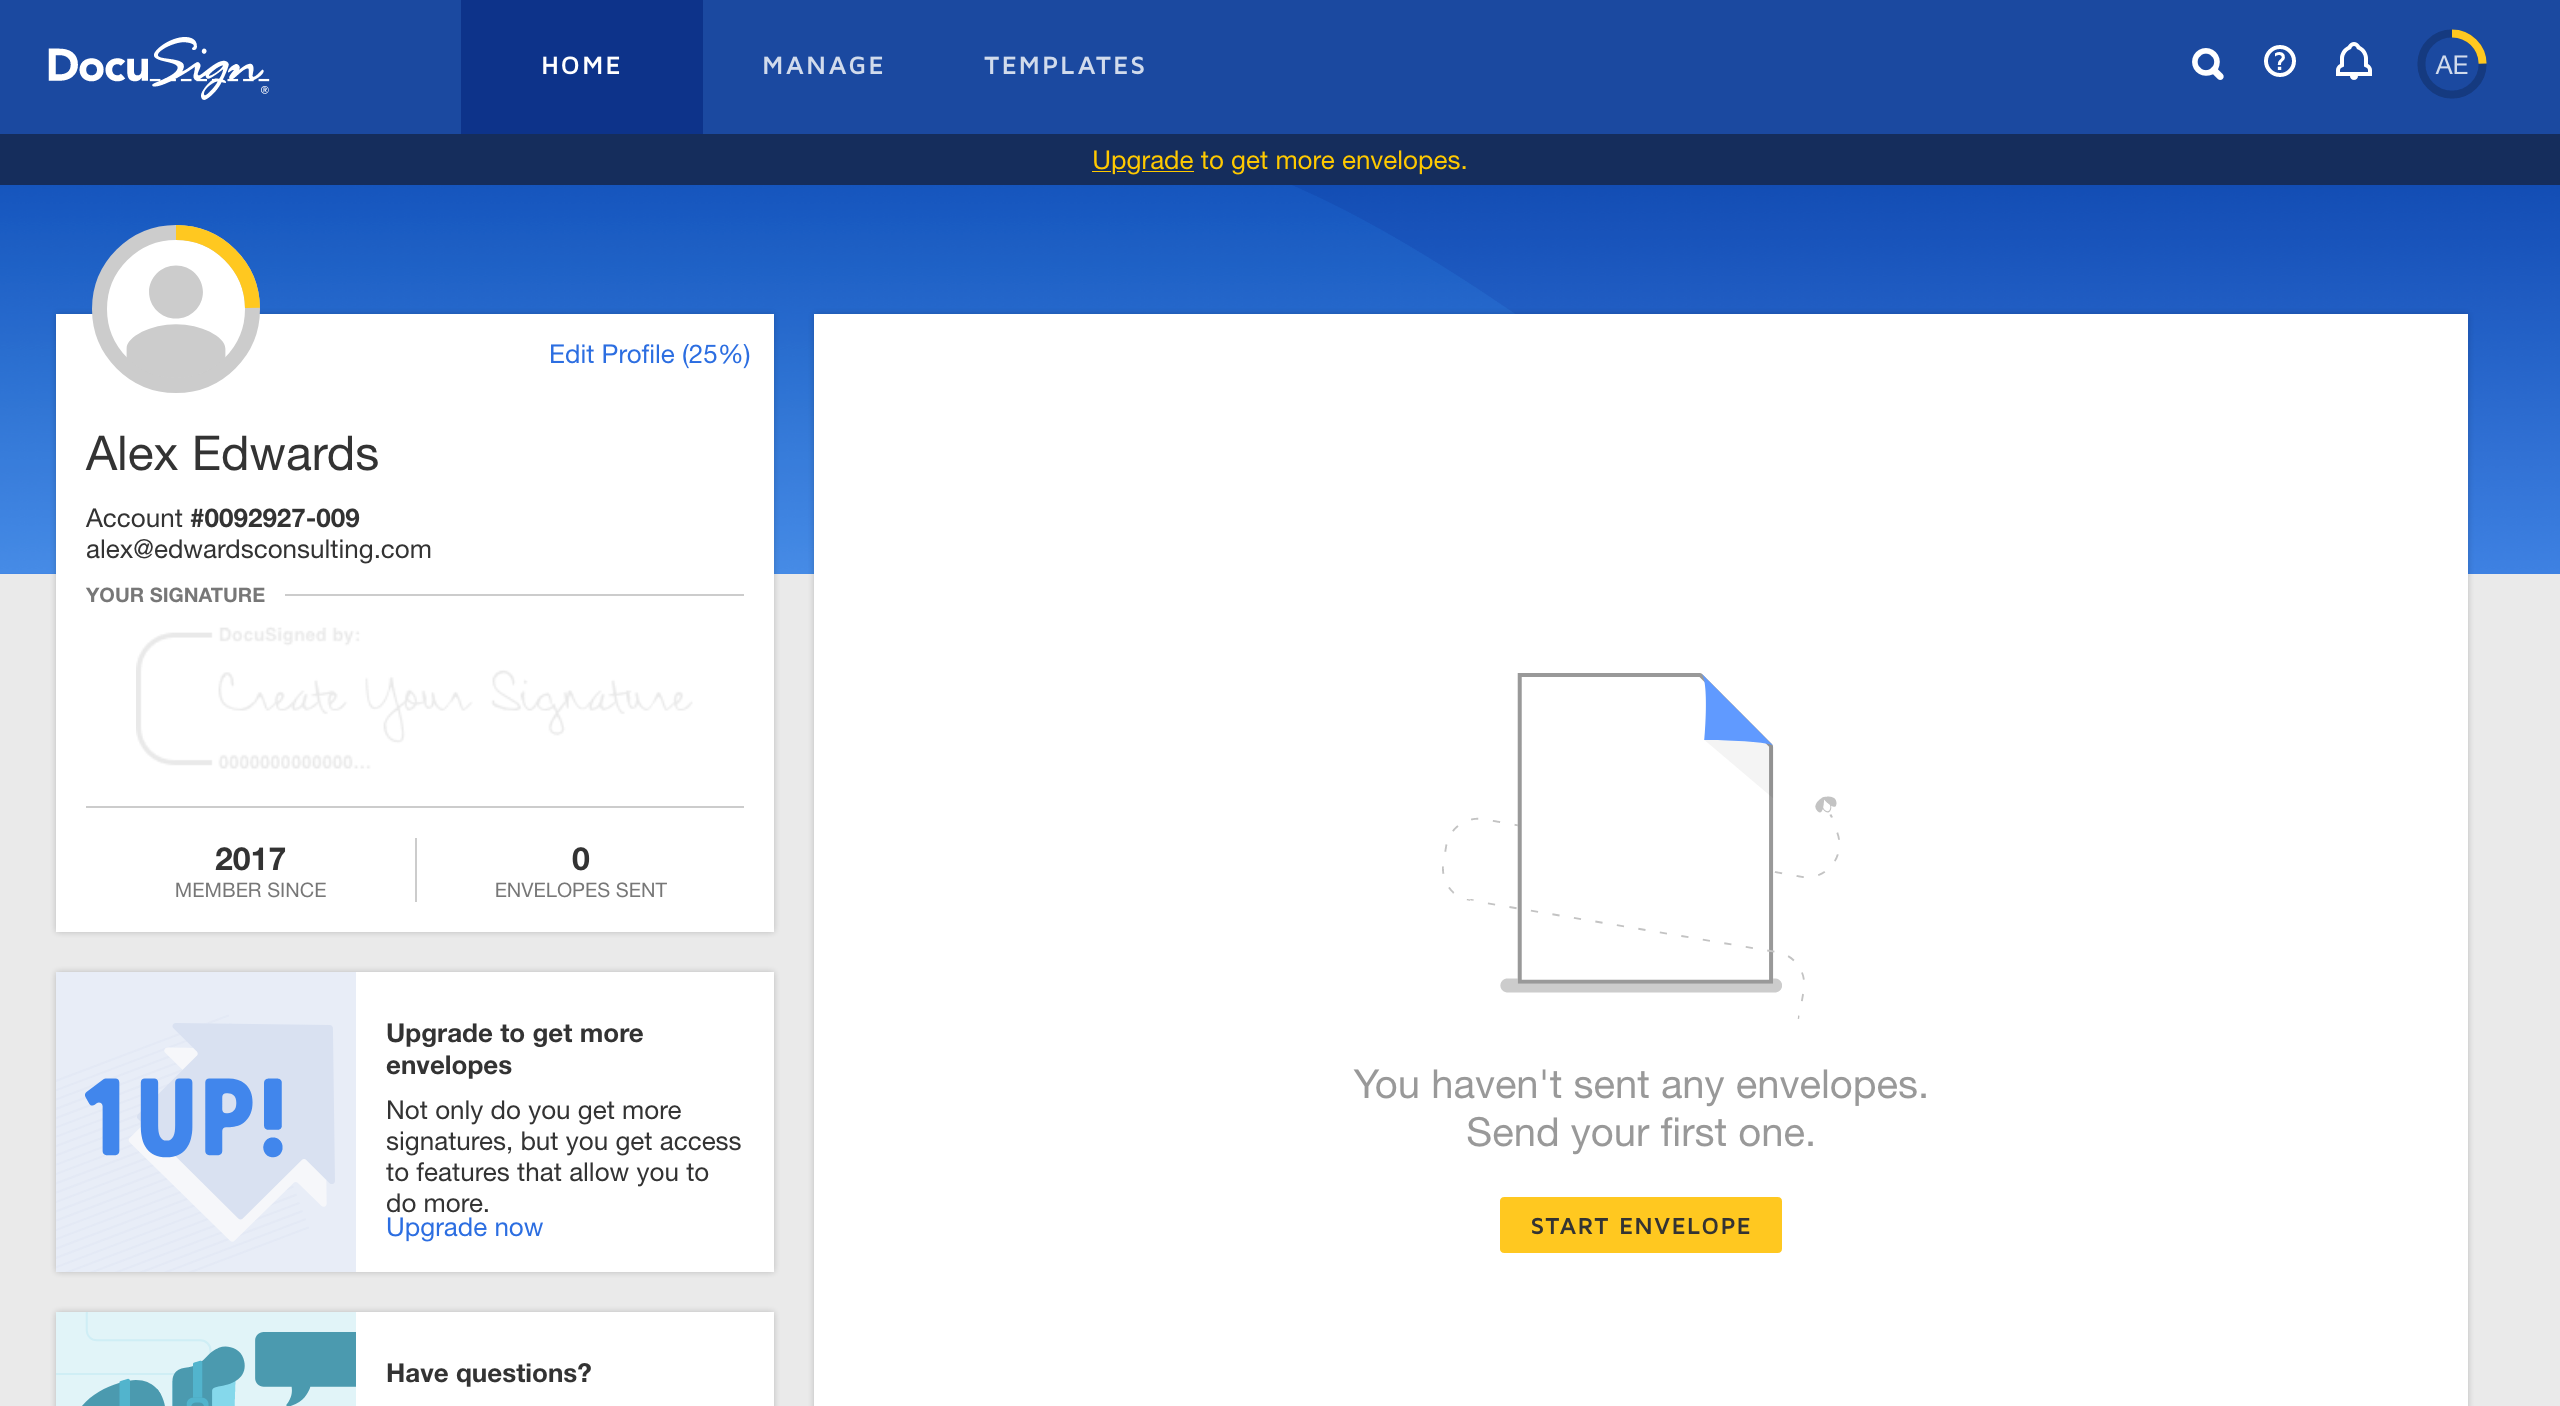 DocuSign®
HOME
MANAGE
TEMPLATES
AE
Upgrade to get more envelopes.
Edit Profile (25%)
Alex Edwards
Account #0092927-009
alex@edwardsconsulting.com
YOUR SIGNATURE
DocuSigned by:
Create Your Signature
0000000000000...
2017
MEMBER SINCE
0
ENVELOPES SENT
1UP!
Upgrade to get more
envelopes
Not only do you get more
signatures, but you get access
to features that allow you to
do more.
Upgrade now
Have questions?
You haven't sent any envelopes.
Send your first one.
START ENVELOPE